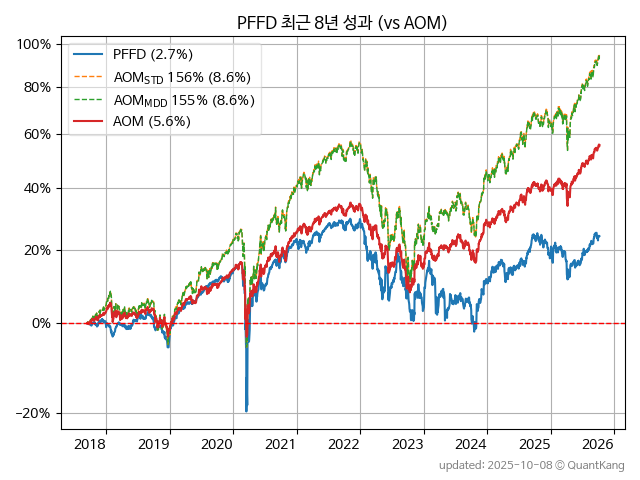 PFFD 최근 8년 성과 (vs AOM)
100%
80%
60%
40%
20%
0%
−20%
PFFD (2.7%)
AOM_STD 156% (8.6%)
AOM_MDD 155% (8.6%)
AOM (5.6%)
2018 2019 2020 2021 2022 2023 2024 2025 2026
updated: 2025-10-08 © QuantKang